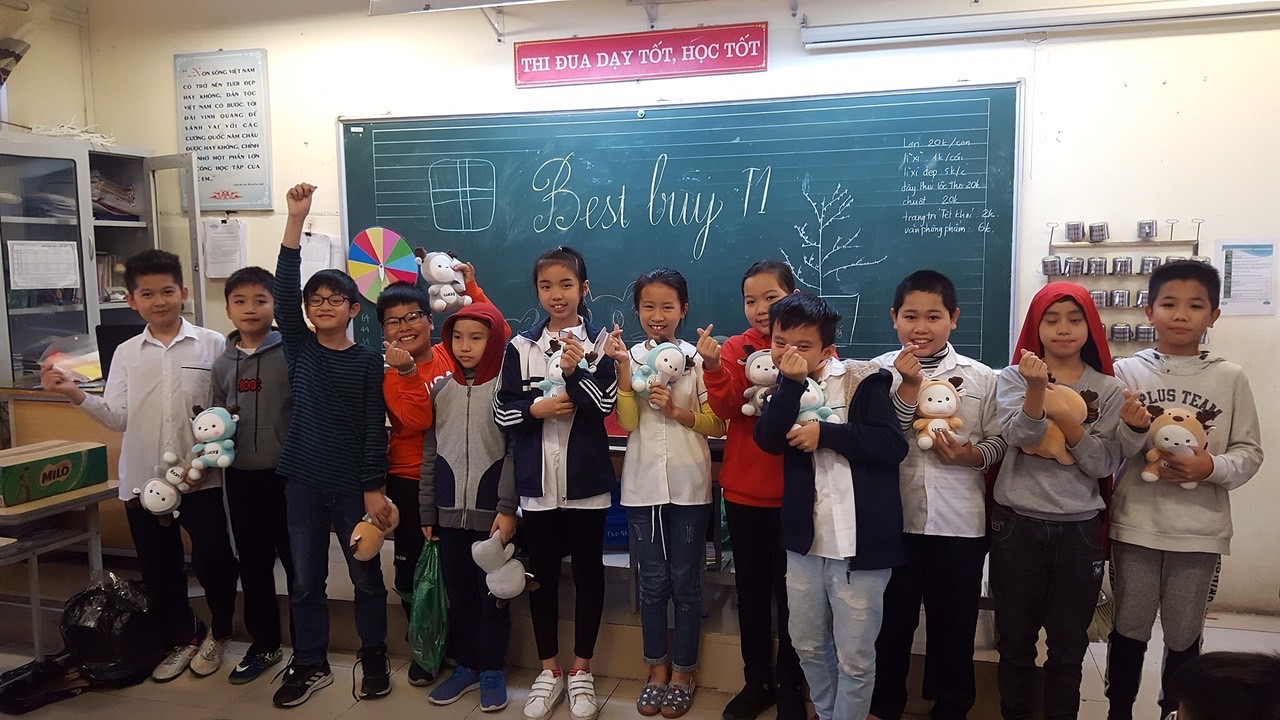 THI ĐUA DẠY TỐT, HỌC TỐT
"...NON SÔNG VIỆT NAM
CÓ TRỞ NÊN TƯƠI ĐẸP
HAY KHÔNG, DÂN TỘC
VIỆT NAM CÓ BƯỚC TỚI
ĐÀI VINH QUANG ĐỂ
SÁNH VAI VỚI CÁC
CƯỜNG QUỐC NĂM CHÂU
ĐƯỢC HAY KHÔNG, CHÍNH
NHỜ MỘT PHẦN LỚN
CÔNG HỌC TẬP CỦA
EM...
Best buy T1
Lợn 20k/con
lì xì 1k/cái
lì xì đẹp 5k/c
dây thui lốc thơ 20k
chuột 20k
trang trí Tết khác: 2k
văn phòng phẩm: 6k
MILO
PLUS TEAM